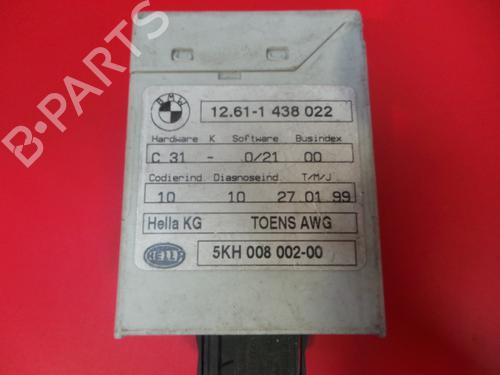 B-PARTS
BMW
12.61-1 438 022
Hardware K Software Busindex
C 31 - 0/21 00
Codierind. Diagnoseind. T/M/J
10 10 27.01.99
Hella KG TOENS AWG
HELLA 5KH 008 002-00